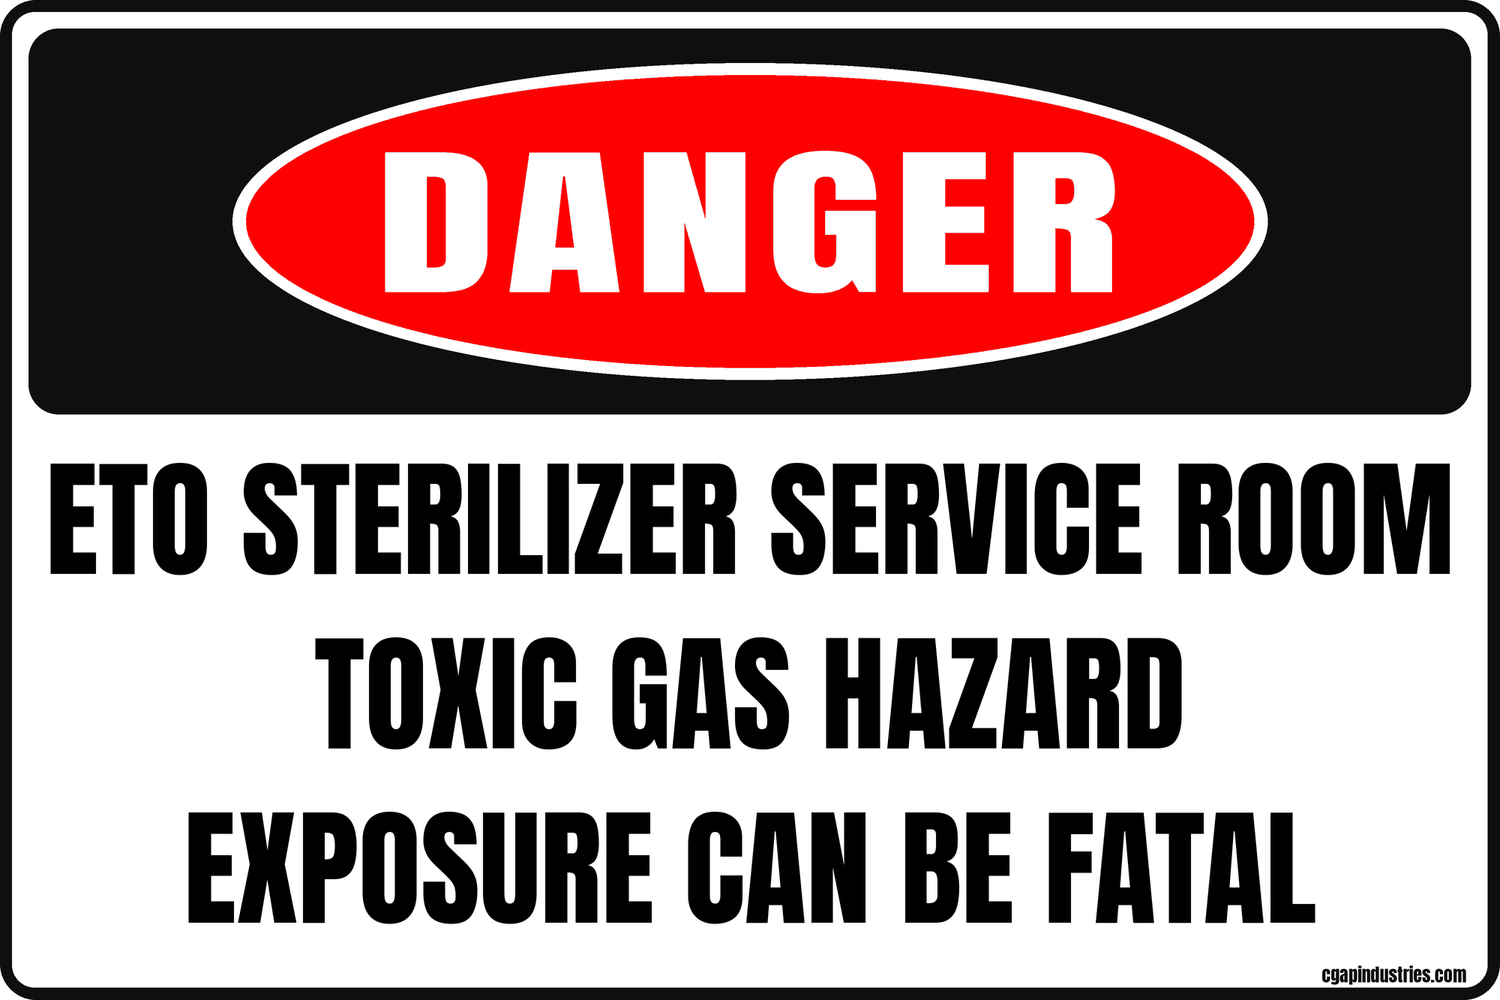 DANGER
ETO STERILIZER SERVICE ROOM
TOXIC GAS HAZARD
EXPOSURE CAN BE FATAL
cgapindustries.com